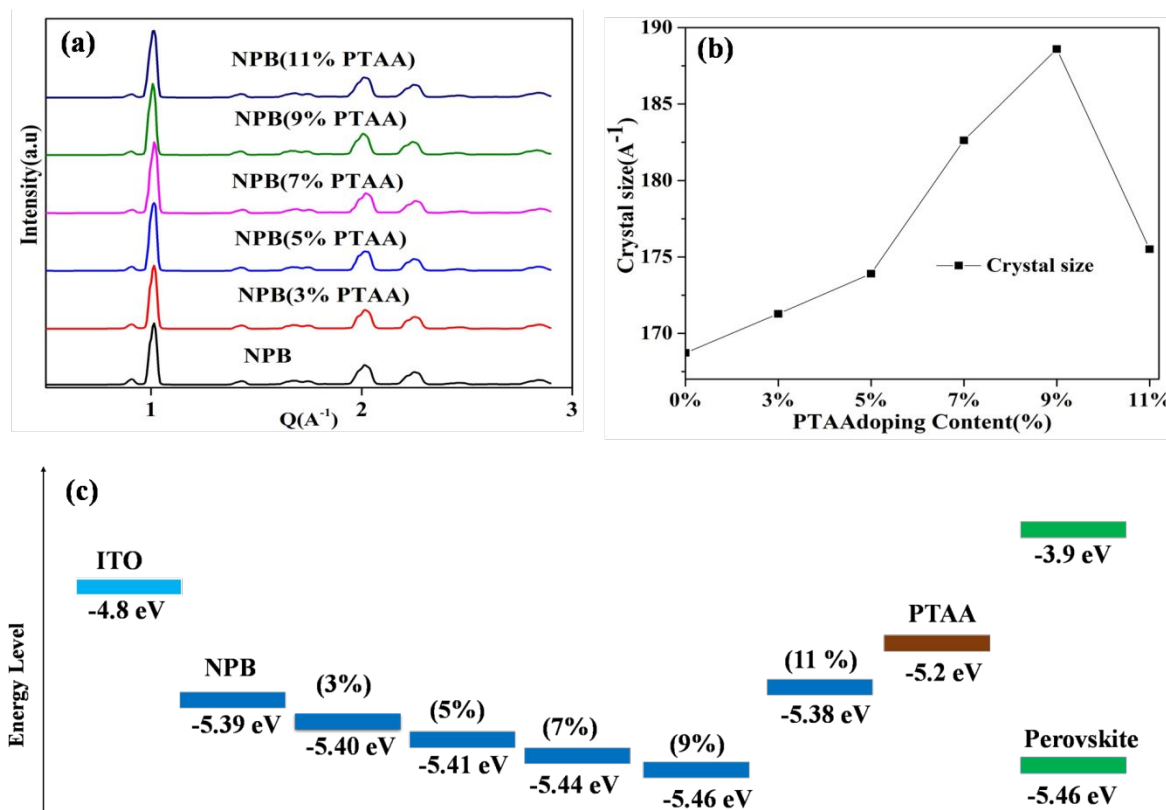 (a)
NPB(11% PTAA)
NPB(9% PTAA)
NPB(7% PTAA)
NPB(5% PTAA)
NPB(3% PTAA)
NPB
Intensity(a.u)
1 2 3
Q(A⁻¹)
(b)
190
185
180
175
170
Crystal size(A⁻¹)
Crystal size
0% 3% 5% 7% 9% 11%
PTAAdoping Content(%)
(c)
Energy Level
ITO
-4.8 eV
NPB
-5.39 eV
(3%)
-5.40 eV
(5%)
-5.41 eV
(7%)
-5.44 eV
(9%)
-5.46 eV
(11 %)
-5.38 eV
PTAA
-5.2 eV
-3.9 eV
Perovskite
-5.46 eV